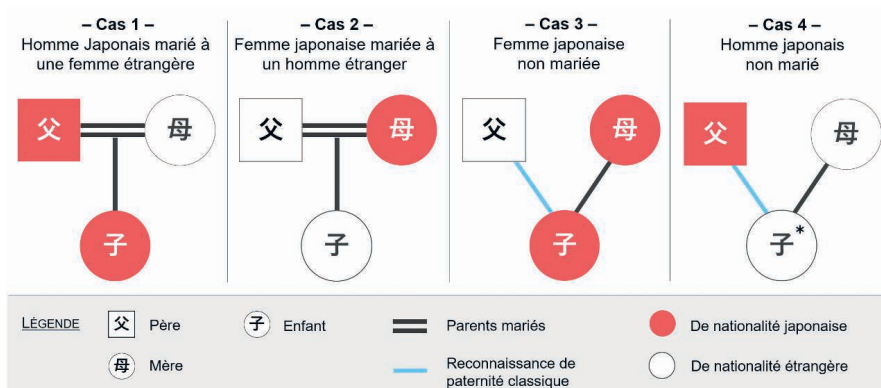 – Cas 1 –
Homme Japonais marié à
une femme étrangère
父
母
子
– Cas 2 –
Femme japonaise mariée à
un homme étranger
父
母
子
– Cas 3 –
Femme japonaise
non mariée
父
母
子
– Cas 4 –
Homme japonais
non marié
父
母
子*
LÉGENDE
父 Père
母 Mère
子 Enfant
Parents mariés
Reconnaissance de
paternité classique
De nationalité japonaise
De nationalité étrangère